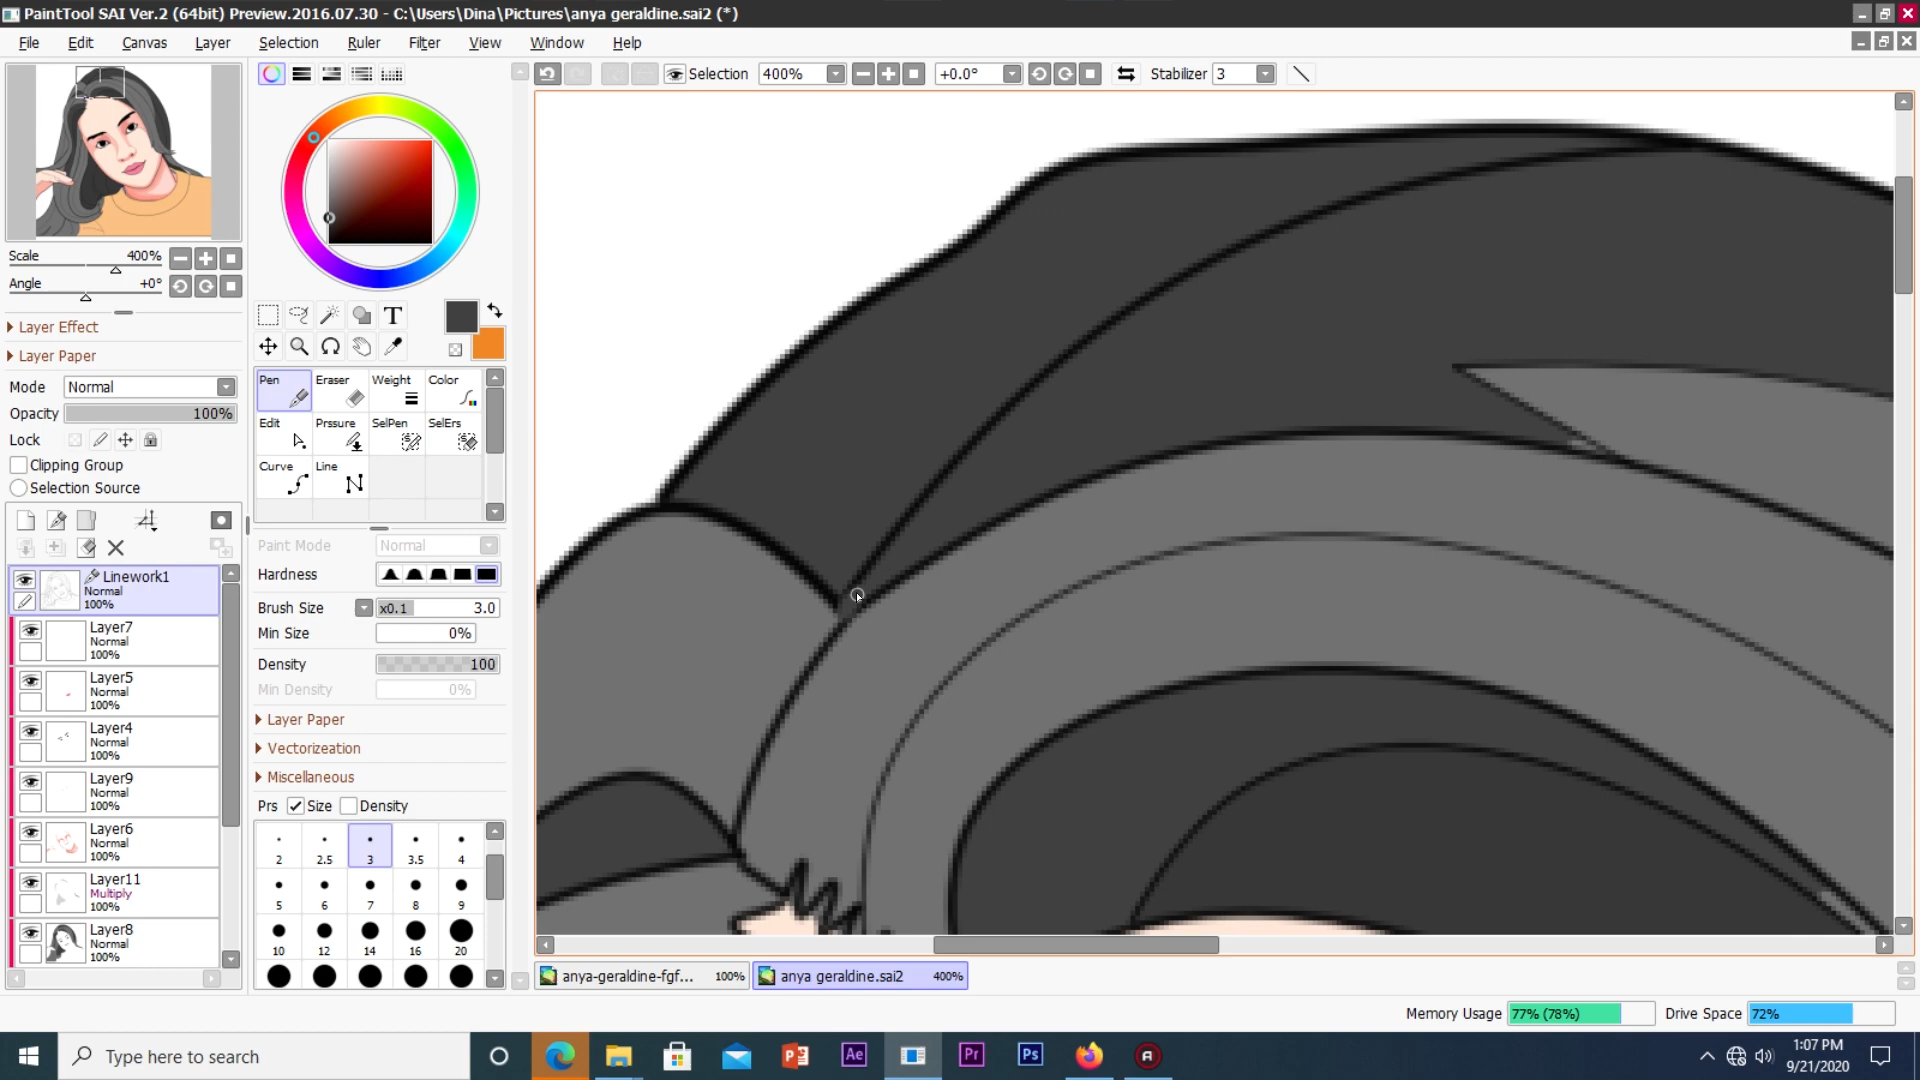 PaintTool SAI Ver.2 (64bit) Preview.2016.07.30 - C:\Users\Dina\Pictures\anya geraldine.sai2 (*)
File Edit Canvas Layer Selection Ruler Filter View Window Help
Selection 400% +0.0° Stabilizer 3
Scale 400%
Angle +0°
Layer Effect
Layer Paper
Mode Normal
Opacity 100%
Lock
Clipping Group
Selection Source
Linework1
Normal
100%
Layer7
Normal
100%
Layer5
Normal
100%
Layer4
Normal
100%
Layer9
Normal
100%
Layer6
Normal
100%
Layer11
Multiply
100%
Layer8
Normal
100%
T
Pen Eraser Weight Color
Edit Prssure SelPen SelErs
Curve Line
Paint Mode Normal
Hardness
Brush Size x0.1 3.0
Min Size 0%
Density 100
Min Density 0%
Layer Paper
Vectorizeation
Miscellaneous
Prs Size Density
2 2.5 3 3.5 4
5 6 7 8 9
10 12 14 16 20
anya-geraldine-fgf... 100% anya geraldine.sai2 400%
Memory Usage 77% (78%) Drive Space 72%
Type here to search
Ae Pr Ps
1:07 PM
9/21/2020